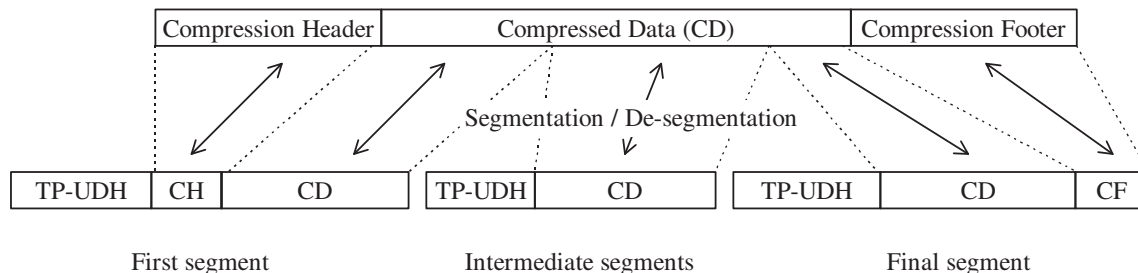 Compression Header Compressed Data (CD) Compression Footer
Segmentation / De-segmentation
TP-UDH CH CD TP-UDH CD TP-UDH CD CF
First segment Intermediate segments Final segment